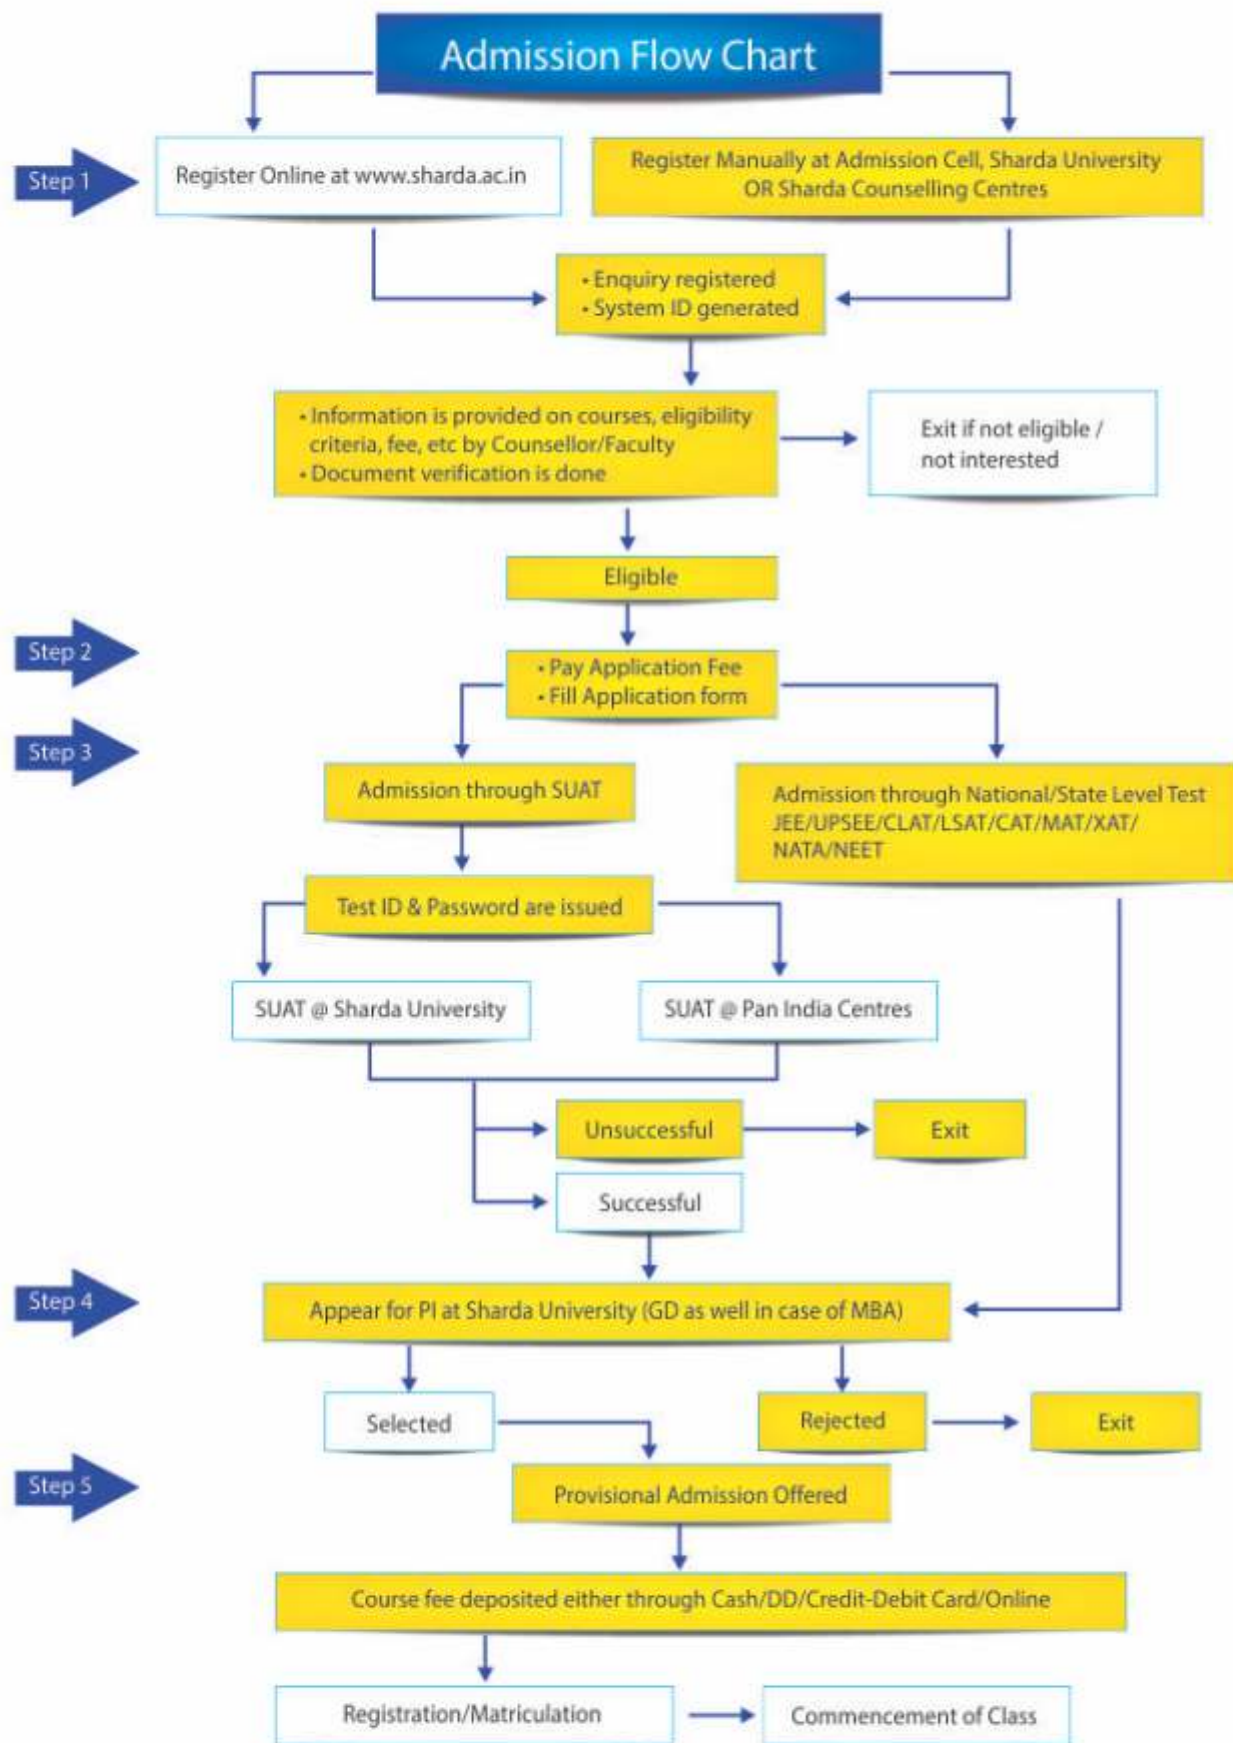 Admission Flow Chart
Step 1
Register Online at www.sharda.ac.in
Register Manually at Admission Cell, Sharda University
OR Sharda Counselling Centres
• Enquiry registered
• System ID generated
• Information is provided on courses, eligibility
criteria, fee, etc by Counsellor/Faculty
• Document verification is done
Exit if not eligible /
not interested
Eligible
Step 2
• Pay Application Fee
• Fill Application form
Step 3
Admission through SUAT
Admission through National/State Level Test
JEE/UPSEE/CLAT/LSAT/CAT/MAT/XAT/
NATA/NEET
Test ID & Password are issued
SUAT @ Sharda University
SUAT @ Pan India Centres
Unsuccessful
Exit
Successful
Step 4
Appear for PI at Sharda University (GD as well in case of MBA)
Selected
Rejected
Exit
Step 5
Provisional Admission Offered
Course fee deposited either through Cash/DD/Credit-Debit Card/Online
Registration/Matriculation
Commencement of Class